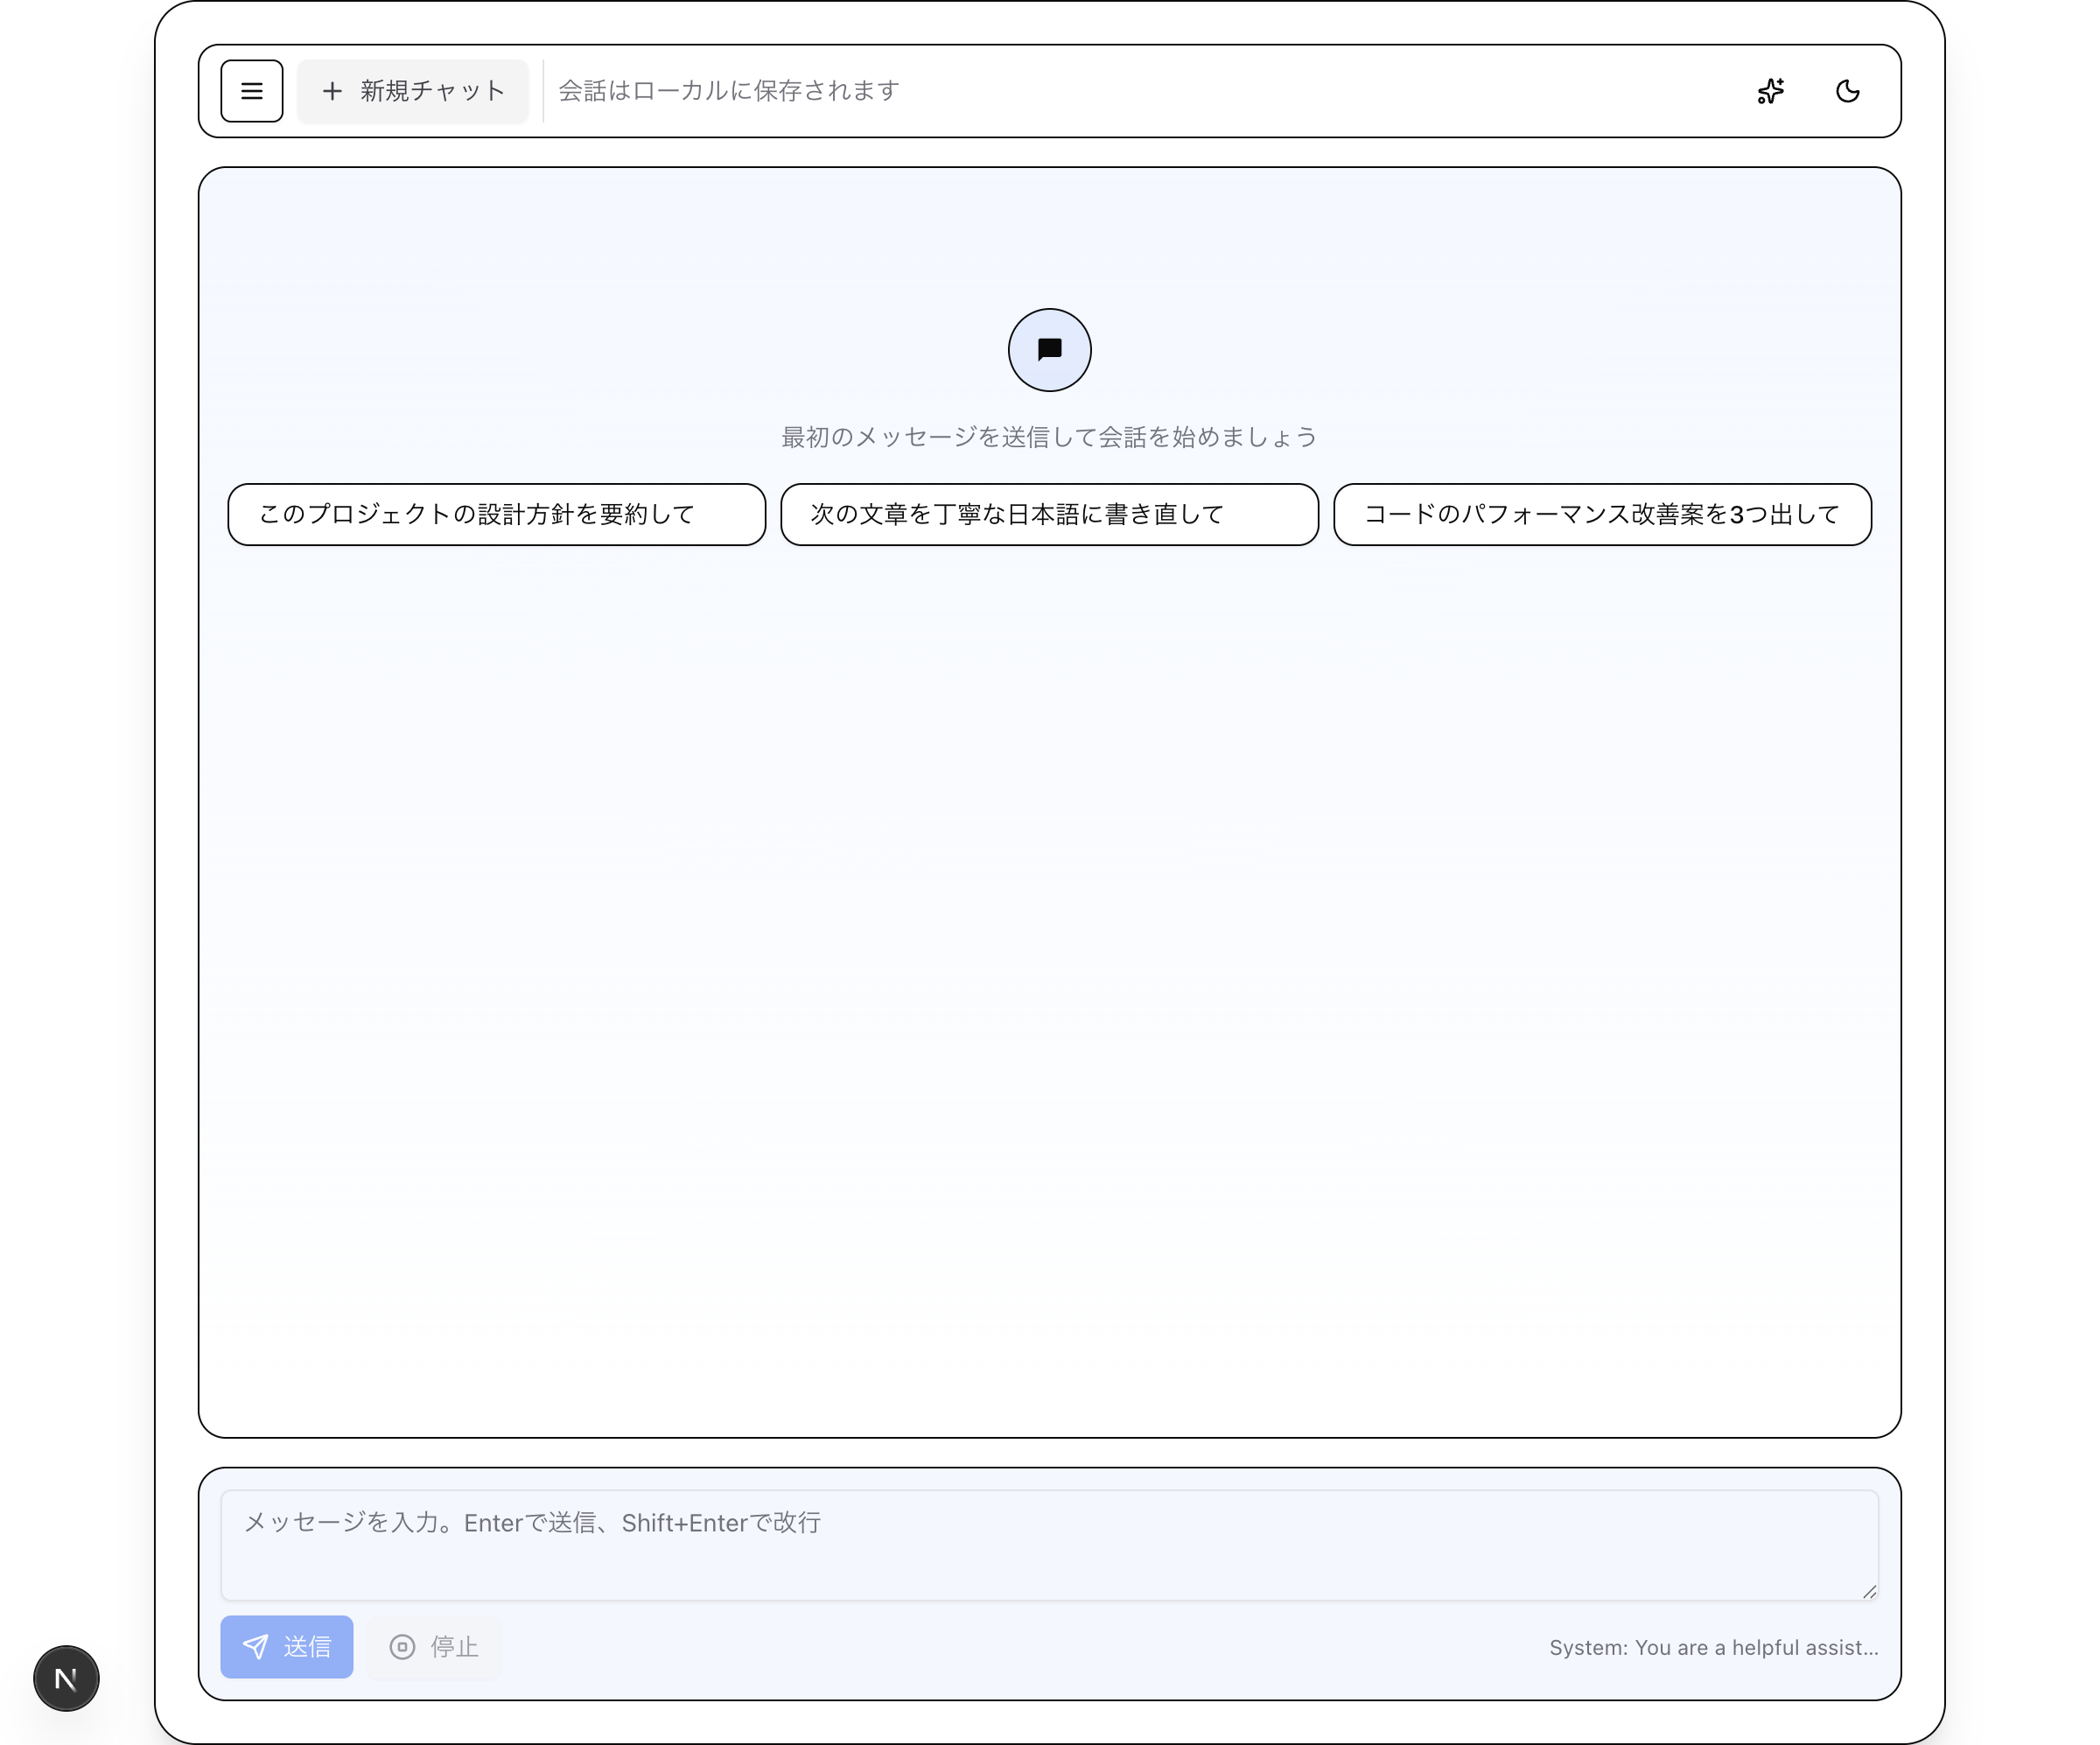 新規チャット
会話はローカルに保存されます
最初のメッセージを送信して会話を始めましょう
このプロジェクトの設計方針を要約して
次の文章を丁寧な日本語に書き直して
コードのパフォーマンス改善案を3つ出して
メッセージを入力。Enterで送信、Shift+Enterで改行
送信
停止
System: You are a helpful assist...
N